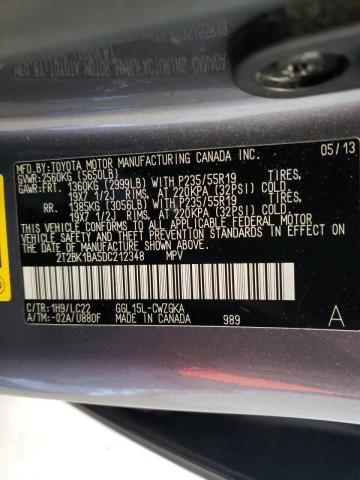 MFD.BY:TOYOTA MOTOR MANUFACTURING CANADA INC. 05/13
GVWR:2560KG (5650LB)
GAWR:FRT. 1360KG (2999LB)WITH P235/55R19 TIRES,
19X7 1/2J RIMS, AT 220KPA (32PSI) COLD.
RR. 1385KG (3056LB)WITH P235/55R19 TIRES,
19X7 1/2J RIMS, AT 220KPA (32PSI) COLD.
THIS VEHICLE CONFORMS TO ALL APPLICABLE FEDERAL MOTOR
VEHICLE SAFETY AND THEFT PREVENTION STANDARDS IN EFFECT
ON THE DATE OF MANUFACTURE SHOWN ABOVE.
2T2BK1BA5DC212348 MPV
C/TR:1H9/LC22 GGL15L-CWZGKA
A/TM:-02A/U880F MADE IN CANADA 989 A